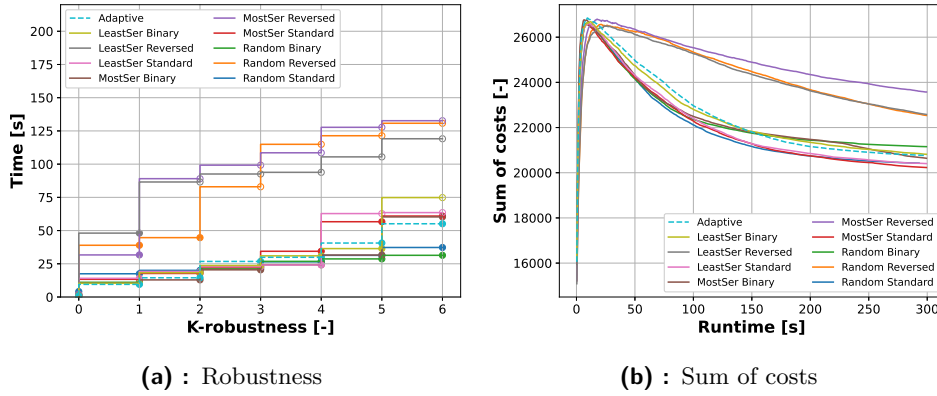 Time [s]
200
175
150
125
100
75
50
25
0
0 1 2 3 4 5 6
K-robustness [-]
Adaptive
LeastSer Binary
LeastSer Reversed
LeastSer Standard
MostSer Binary
MostSer Reversed
MostSer Standard
Random Binary
Random Reversed
Random Standard
(a) : Robustness
Sum of costs [-]
26000
24000
22000
20000
18000
16000
0 50 100 150 200 250 300
Runtime [s]
Adaptive
LeastSer Binary
LeastSer Reversed
LeastSer Standard
MostSer Binary
MostSer Reversed
MostSer Standard
Random Binary
Random Reversed
Random Standard
(b) : Sum of costs